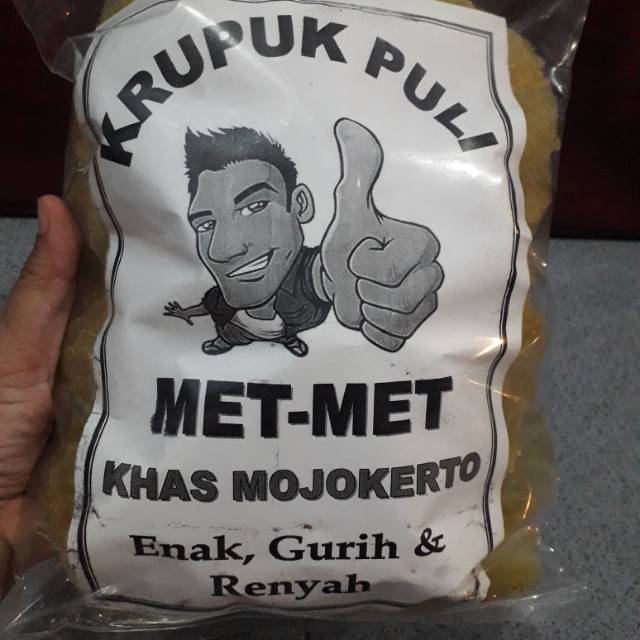 KRUPUK PULI
MET-MET
KHAS MOJOKERTO
Enak, Gurih &
Renyah